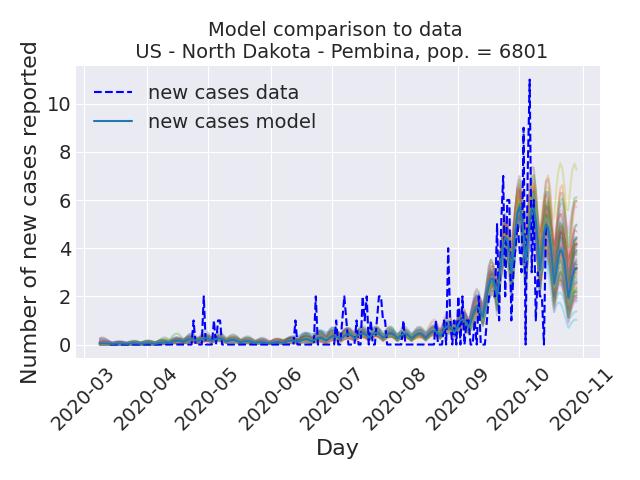 Model comparison to data
US - North Dakota - Pembina, pop. = 6801
new cases data
new cases model
Number of new cases reported
10
8
6
4
2
0
2020-03
2020-04
2020-05
2020-06
2020-07
2020-08
2020-09
2020-10
2020-11
Day